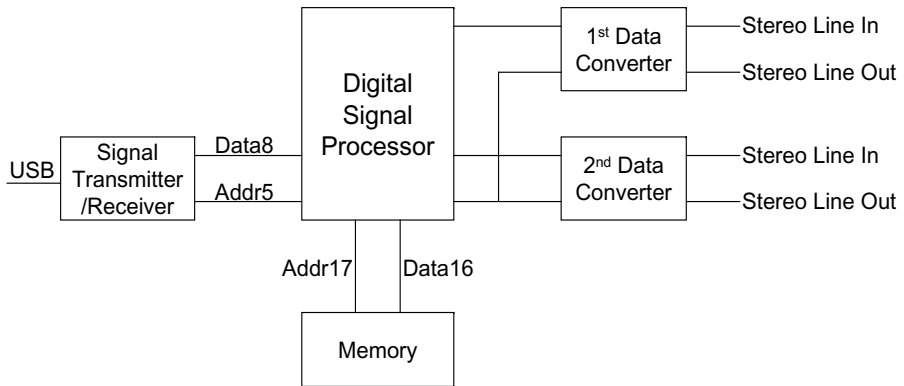 USB
Signal
Transmitter
/Receiver
Data8
Addr5
Digital
Signal
Processor
1st Data
Converter
Stereo Line In
Stereo Line Out
2nd Data
Converter
Stereo Line In
Stereo Line Out
Addr17
Data16
Memory